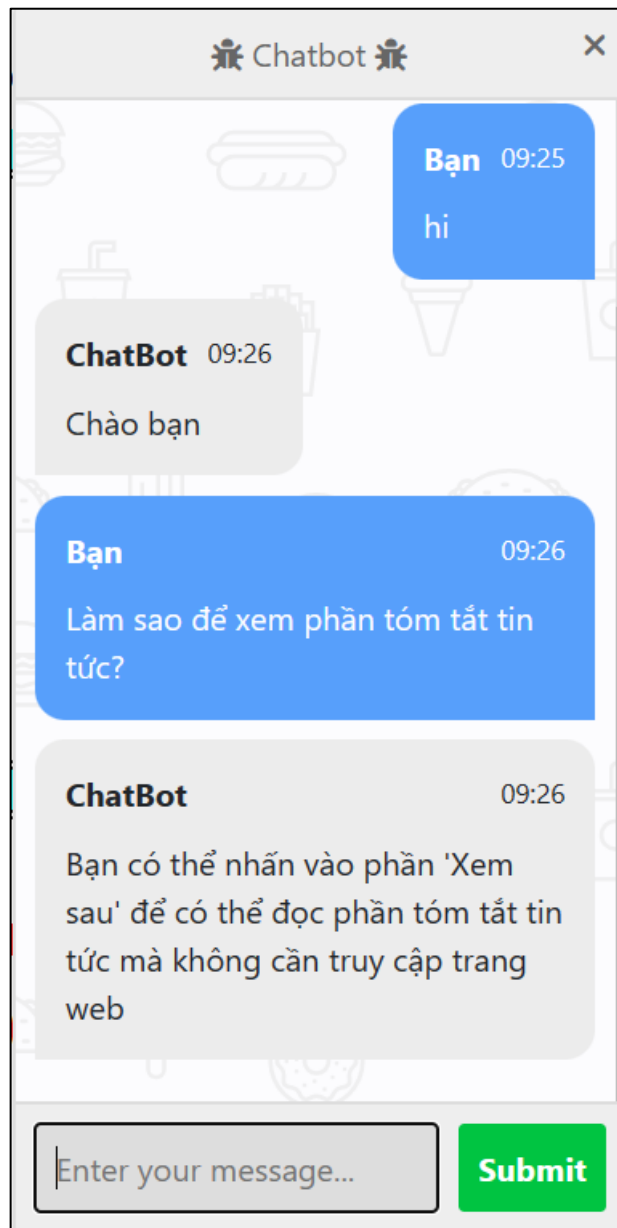 Chatbot
×
Bạn 09:25
hi
ChatBot 09:26
Chào bạn
Bạn 09:26
Làm sao để xem phần tóm tắt tin
tức?
ChatBot 09:26
Bạn có thể nhấn vào phần 'Xem
sau' để có thể đọc phần tóm tắt tin
tức mà không cần truy cập trang
web
Enter your message...
Submit